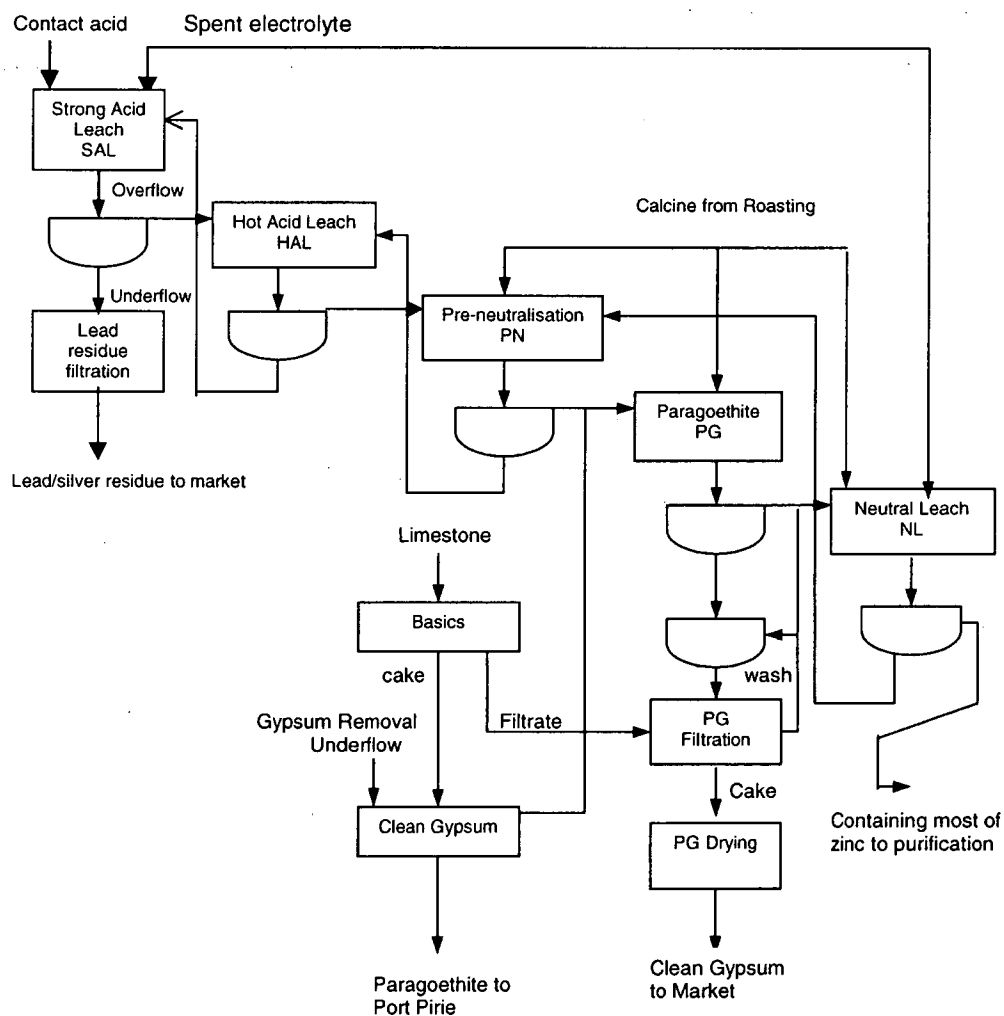 Contact acid
Spent electrolyte
Strong Acid
Leach
SAL
Overflow
Hot Acid Leach
HAL
Calcine from Roasting
Underflow
Lead
residue
filtration
Pre-neutralisation
PN
Paragoethite
PG
Lead/silver residue to market
Neutral Leach
NL
Limestone
Basics
cake
wash
Gypsum Removal
Underflow
Filtrate
PG
Filtration
Cake
Clean Gypsum
PG Drying
Containing most of
zinc to purification
Paragoethite to
Port Pirie
Clean Gypsum
to Market